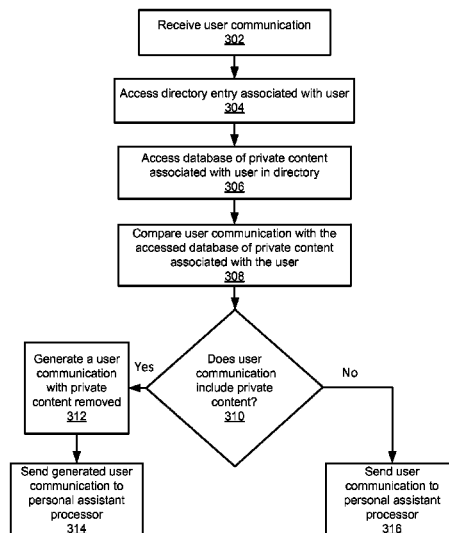 Receive user communication
302
Access directory entry associated with user
304
Access database of private content
associated with user in directory
306
Compare user communication with the
accessed database of private content
associated with the user
308
Does user
communication
include private
content?
310
Yes
No
Generate a user
communication
with private
content removed
312
Send generated user
communication to
personal assistant
processor
314
Send user
communication to
personal assistant
processor
316